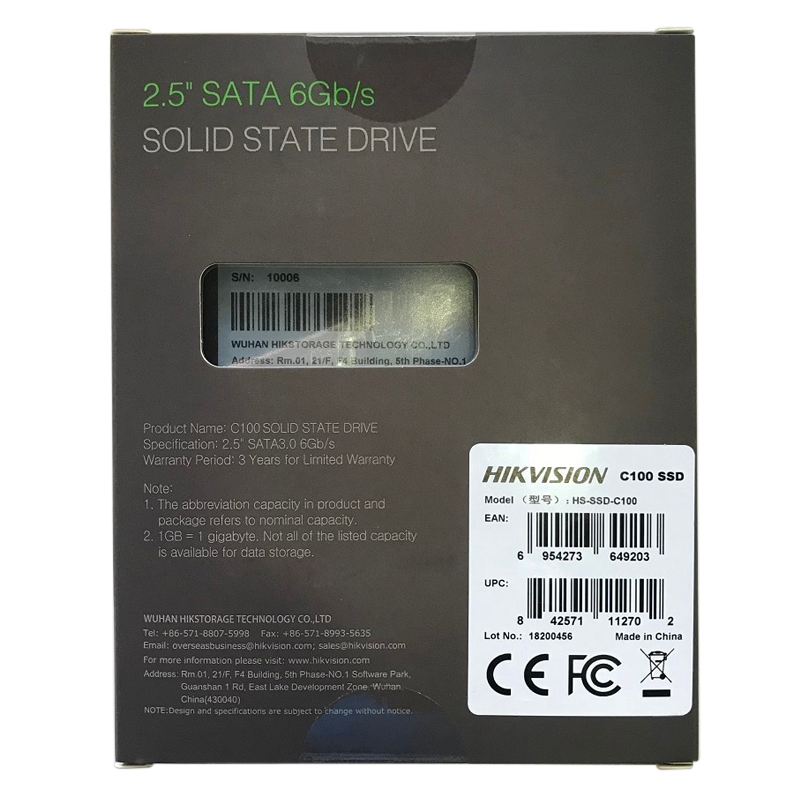 2.5" SATA 6Gb/s
SOLID STATE DRIVE
S/N: 10006
WUHAN HIKSTORAGE TECHNOLOGY CO.,LTD
Address: Rm.01, 21/F, F4 Building, 5th Phase-NO.1
Product Name: C100 SOLID STATE DRIVE
Specification: 2.5" SATA3.0 6Gb/s
Warranty Period: 3 Years for Limited Warranty
Note:
1. The abbreviation capacity in product and
package refers to nominal capacity.
2. 1GB = 1 gigabyte. Not all of the listed capacity
is available for data storage.
WUHAN HIKSTORAGE TECHNOLOGY CO.,LTD
Tel: +86-571-8807-5998 Fax: +86-571-8993-5635
Email: overseasbusiness@hikvision.com; sales@hikvision.com
For more information please visit: www.hikvision.com
Address: Rm.01, 21/F, F4 Building, 5th Phase-NO.1 Software Park,
Guanshan 1 Rd, East Lake Development Zone, Wuhan,
China(430040)
NOTE:Design and specifications are subject to change without notice.
HIKVISION C100 SSD
Model （型号）: HS-SSD-C100
EAN:
6 954273 649203
UPC:
8 42571 11270 2
Lot No.: 18200456 Made in China
CE FC